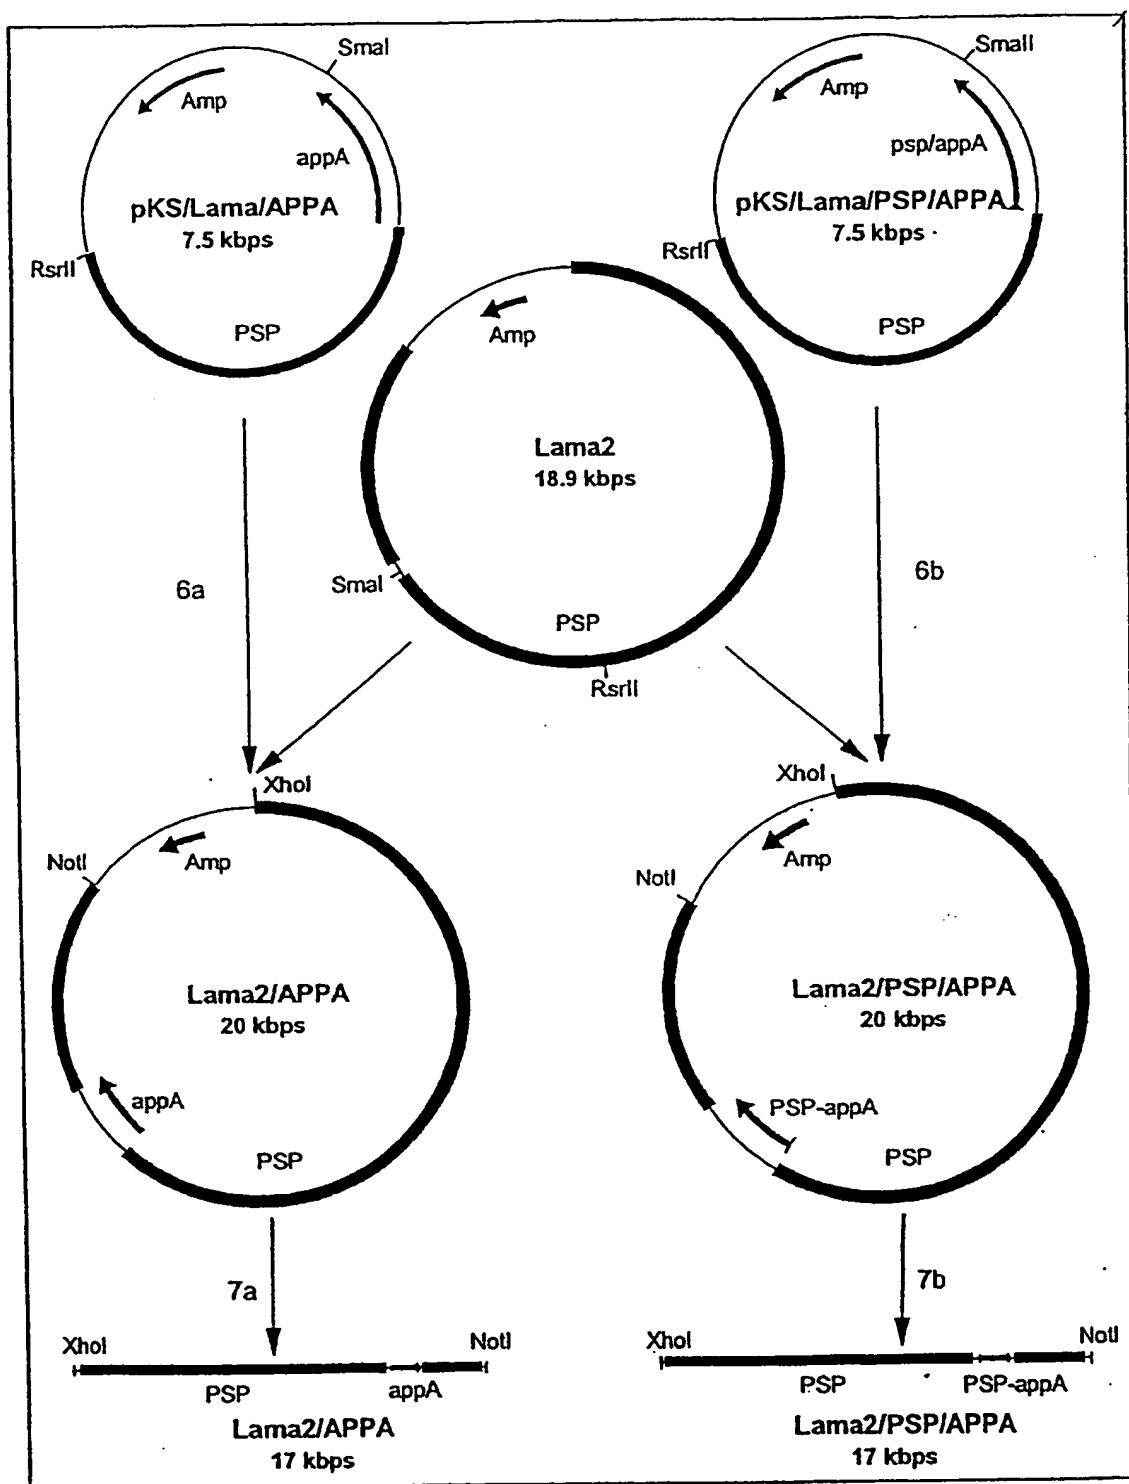 SmaI
Amp
appA
pKS/Lama/APPA
7.5 kbps
RsrII
PSP
SmaII
Amp
psp/appA
pKS/Lama/PSP/APPA
7.5 kbps
RsrII
PSP
Amp
Lama2
18.9 kbps
SmaI
PSP
RsrII
6a
6b
XhoI
NotI
Amp
Lama2/APPA
20 kbps
appA
PSP
XhoI
NotI
Amp
Lama2/PSP/APPA
20 kbps
PSP-appA
PSP
7a
7b
XhoI
NotI
PSP
appA
Lama2/APPA
17 kbps
XhoI
NotI
PSP
PSP-appA
Lama2/PSP/APPA
17 kbps